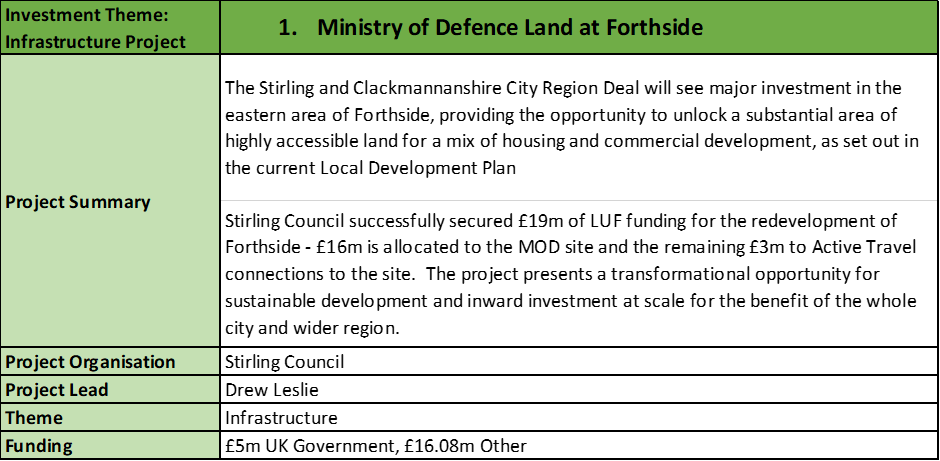 Investment Theme:
Infrastructure Project
1. Ministry of Defence Land at Forthside
Project Summary
The Stirling and Clackmannanshire City Region Deal will see major investment in the
eastern area of Forthside, providing the opportunity to unlock a substantial area of
highly accessible land for a mix of housing and commercial development, as set out in
the current Local Development Plan
Stirling Council successfully secured £19m of LUF funding for the redevelopment of
Forthside - £16m is allocated to the MOD site and the remaining £3m to Active Travel
connections to the site.  The project presents a transformational opportunity for
sustainable development and inward investment at scale for the benefit of the whole
city and wider region.
Project Organisation
Stirling Council
Project Lead
Drew Leslie
Theme
Infrastructure
Funding
£5m UK Government, £16.08m Other